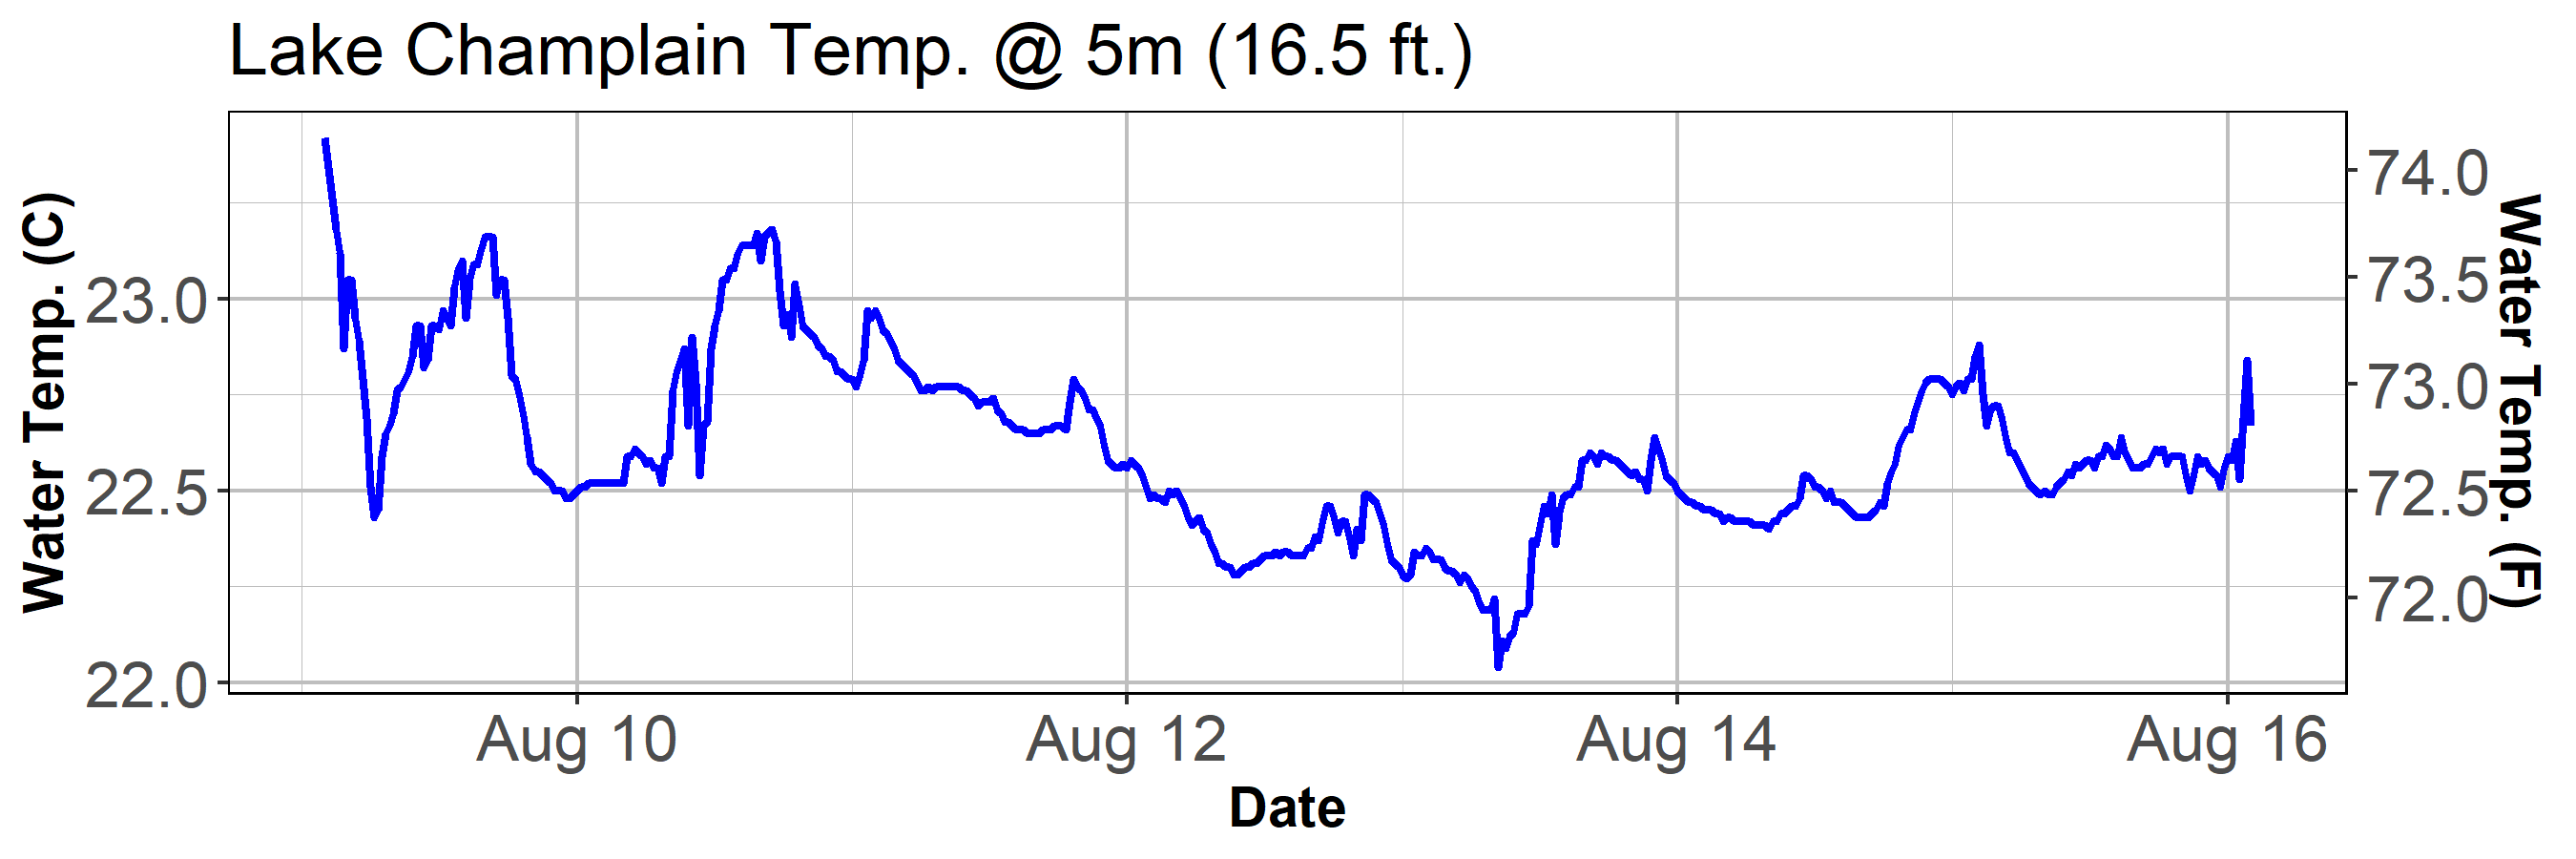 Lake Champlain Temp. @ 5m (16.5 ft.)
Water Temp. (C)
23.0
22.5
22.0
74.0
73.5
73.0
72.5
72.0
Water Temp. (F)
Aug 10 Aug 12 Aug 14 Aug 16
Date